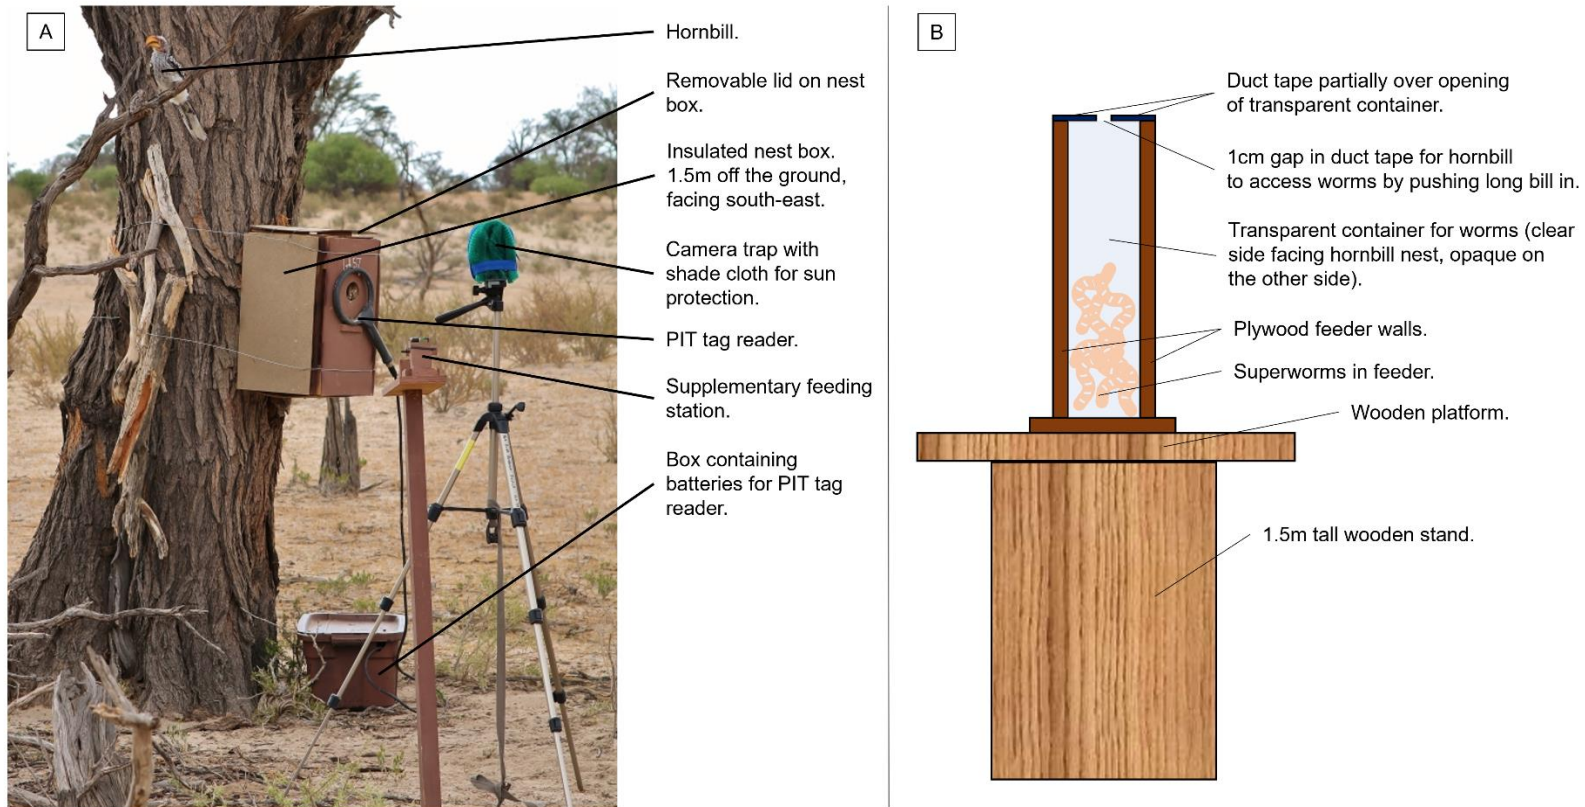 A
Hornbill.
Removable lid on nest
box.
Insulated nest box.
1.5m off the ground,
facing south-east.
Camera trap with
shade cloth for sun
protection.
PIT tag reader.
Supplementary feeding
station.
Box containing
batteries for PIT tag
reader.
B
Duct tape partially over opening
of transparent container.
1cm gap in duct tape for hornbill
to access worms by pushing long bill in.
Transparent container for worms (clear
side facing hornbill nest, opaque on
the other side).
Plywood feeder walls.
Superworms in feeder.
Wooden platform.
1.5m tall wooden stand.